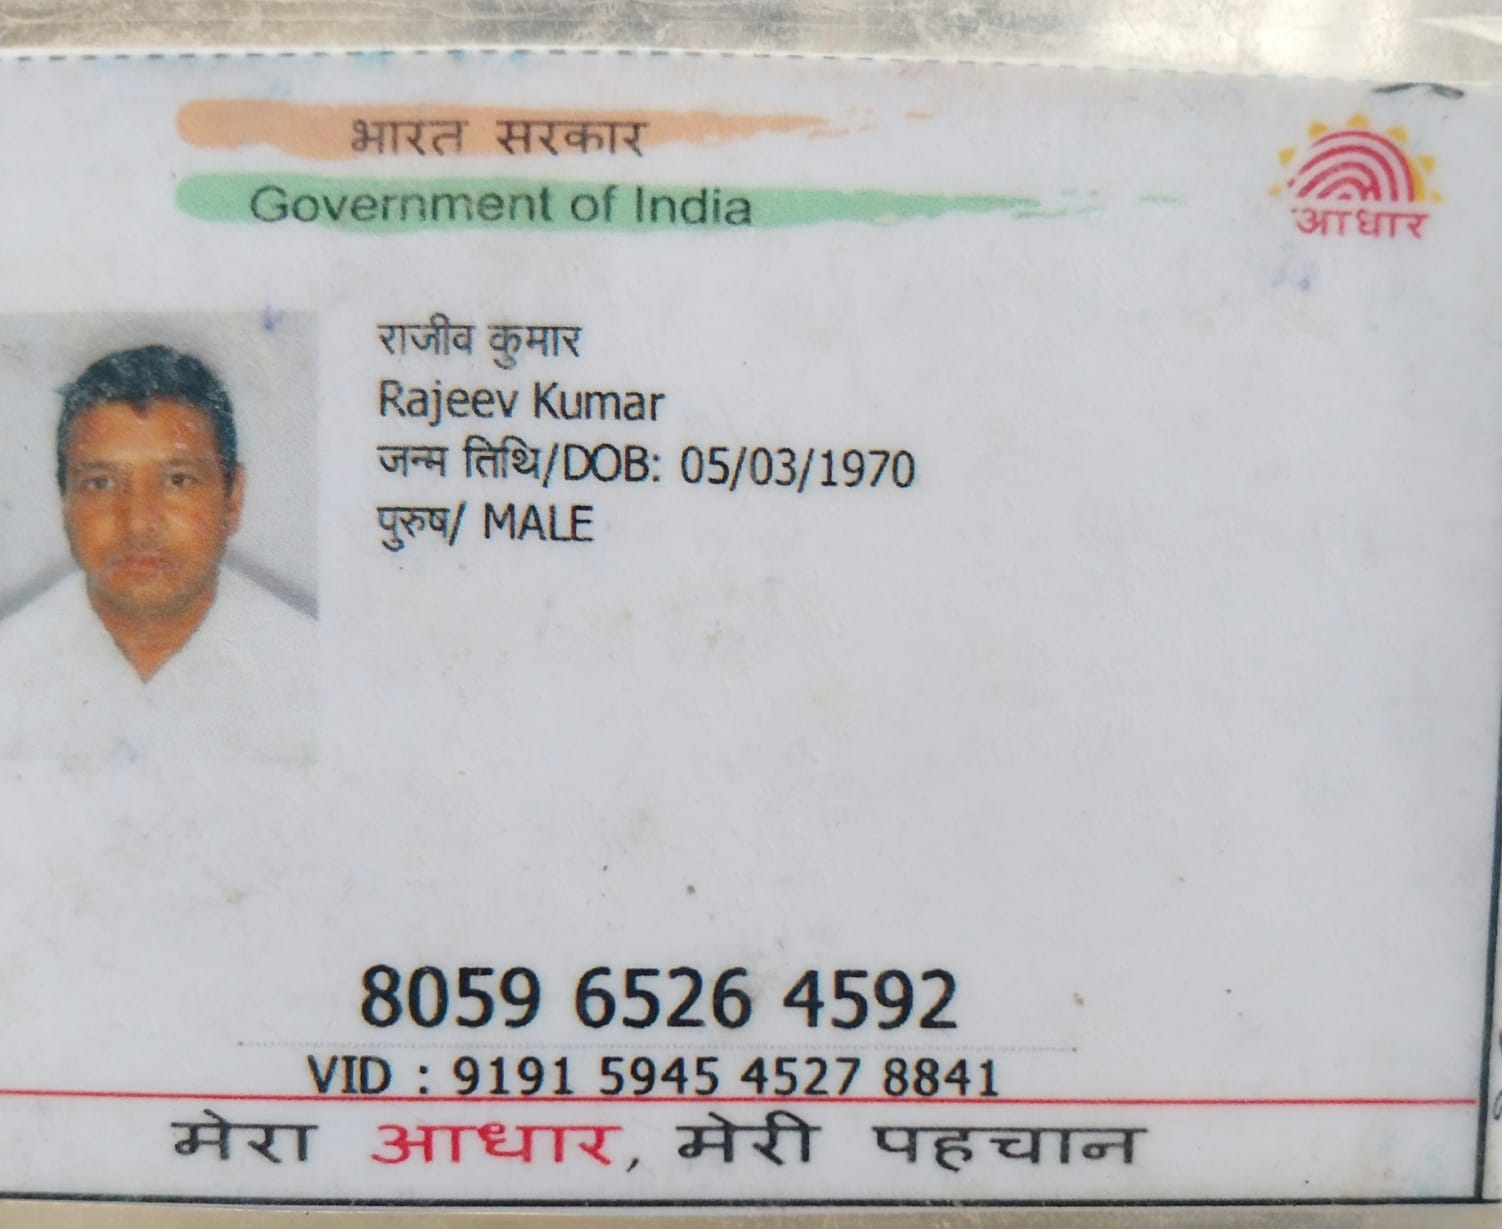 भारत सरकार
Government of India
आधार
राजीव कुमार
Rajeev Kumar
जन्म तिथि/DOB: 05/03/1970
पुरुष/ MALE
8059 6526 4592
VID : 9191 5945 4527 8841
मेरा आधार, मेरी पहचान